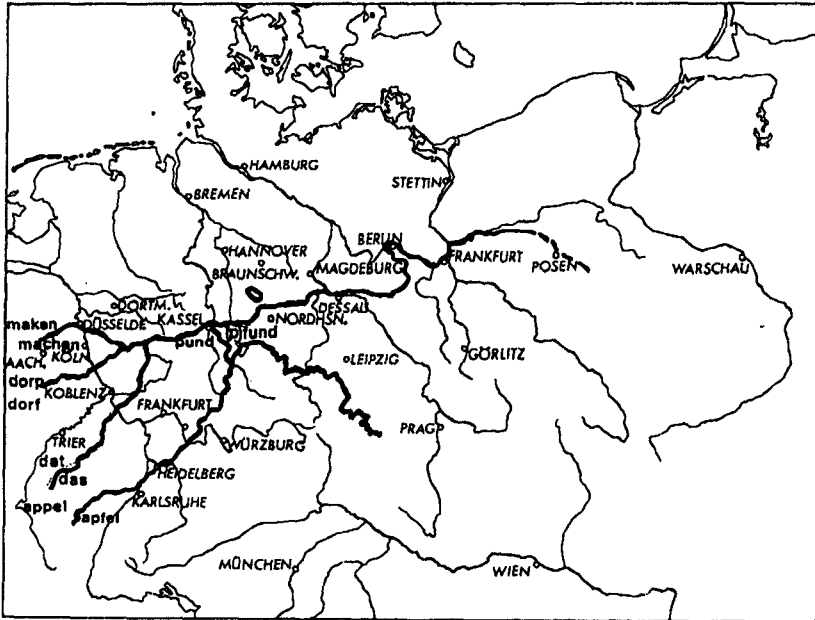 HAMBURG
STETTIN
BREMEN
BERLIN
HANNOVER
FRANKFURT
BRAUNSCHW.
MAGDEBURG
POSEN
WARSCHAU
DORTM.
DESSAU
maken
DÜSSELDF
KASSEL
NORDHSN.
machen
KÖLN
pund
pfund
AACH.
LEIPZIG
GÖRLITZ
dorp
KOBLENZ
dorf
FRANKFURT
TRIER
WÜRZBURG
PRAG
dat
das
HEIDELBERG
KARLSRUHE
appel
apfel
MÜNCHEN
WIEN